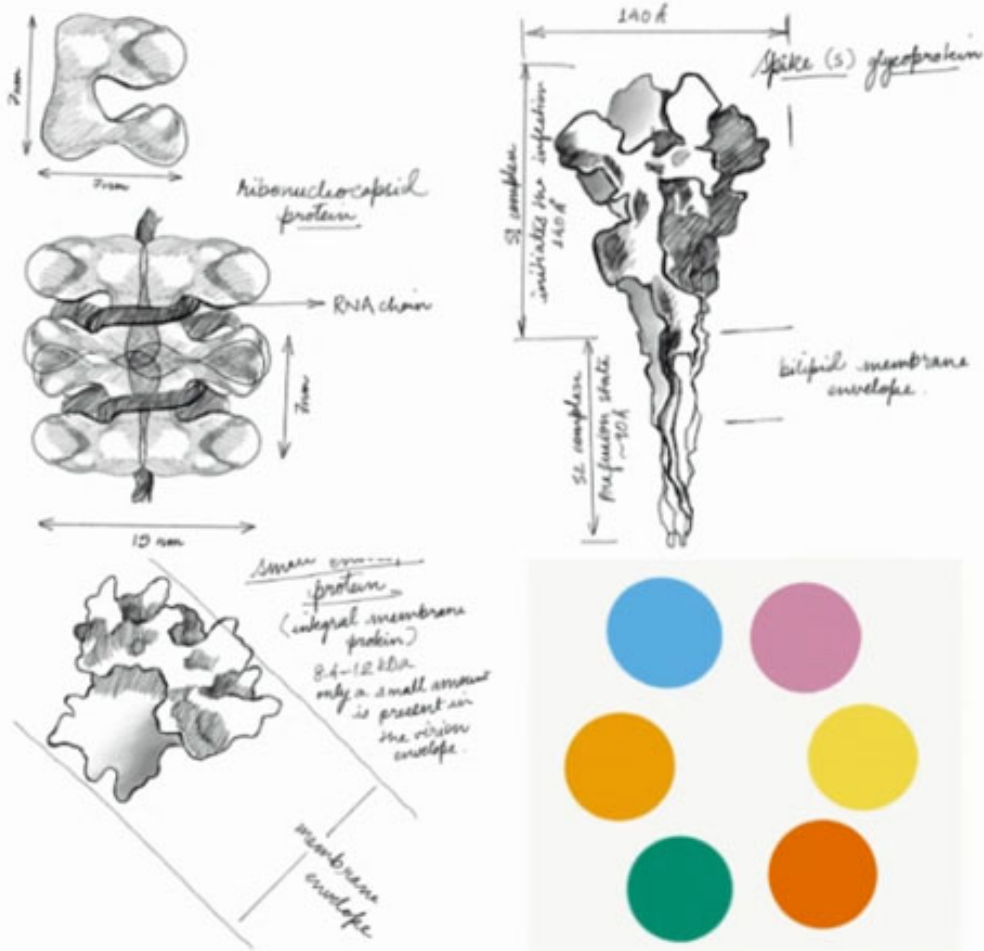 7nm
7nm
ribonucleocapsid
protein
RNA chain
7nm
15 nm
140 Å
Spike (S) glycoprotein
S1 complex
initiates the infection
140 Å
S2 complex
Prefusion state
~90Å
bilipid membrane
envelope.
small
protein
(integral membrane
protein)
8.4-12 kDa
only a small amount
is present in
the virion
envelope.
membrane
envelope